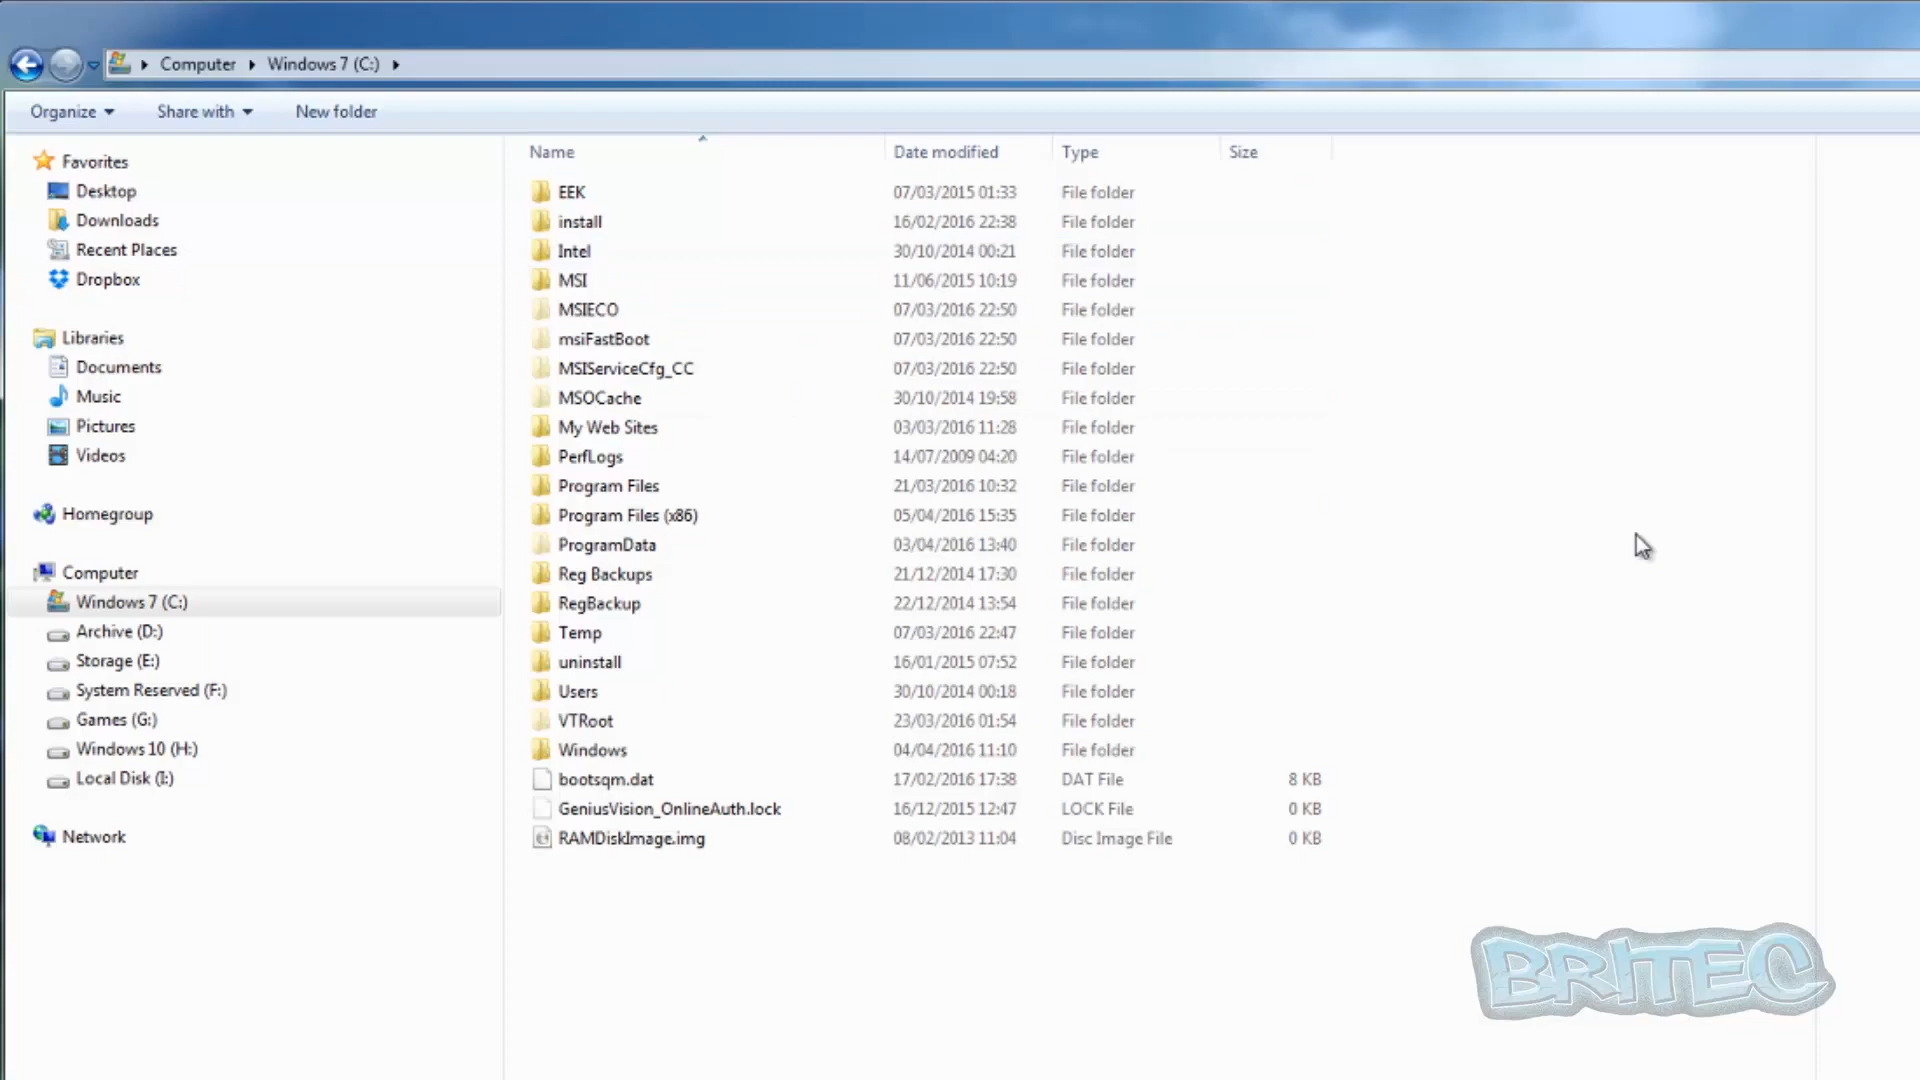 Computer Windows 7 (C:)
Organize Share with New folder
Favorites
Desktop
Downloads
Recent Places
Dropbox
Libraries
Documents
Music
Pictures
Videos
Homegroup
Computer
Windows 7 (C:)
Archive (D:)
Storage (E:)
System Reserved (F:)
Games (G:)
Windows 10 (H:)
Local Disk (I:)
Network
Name Date modified Type Size
EEK 07/03/2015 01:33 File folder
install 16/02/2016 22:38 File folder
Intel 30/10/2014 00:21 File folder
MSI 11/06/2015 10:19 File folder
MSIECO 07/03/2016 22:50 File folder
msiFastBoot 07/03/2016 22:50 File folder
MSIServiceCfg_CC 07/03/2016 22:50 File folder
MSOCache 30/10/2014 19:58 File folder
My Web Sites 03/03/2016 11:28 File folder
PerfLogs 14/07/2009 04:20 File folder
Program Files 21/03/2016 10:32 File folder
Program Files (x86) 05/04/2016 15:35 File folder
ProgramData 03/04/2016 13:40 File folder
Reg Backups 21/12/2014 17:30 File folder
RegBackup 22/12/2014 13:54 File folder
Temp 07/03/2016 22:47 File folder
uninstall 16/01/2015 07:52 File folder
Users 30/10/2014 00:18 File folder
VTRoot 23/03/2016 01:54 File folder
Windows 04/04/2016 11:10 File folder
bootsqm.dat 17/02/2016 17:38 DAT File 8 KB
GeniusVision_OnlineAuth.lock 16/12/2015 12:47 LOCK File 0 KB
RAMDiskImage.img 08/02/2013 11:04 Disc Image File 0 KB
BRITEC